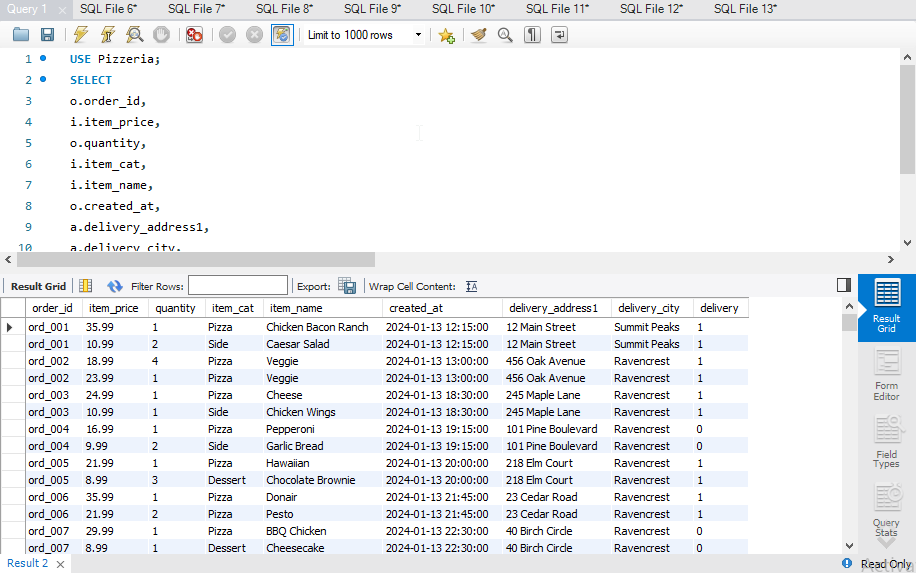 Query 1 SQL File 6* SQL File 7* SQL File 8* SQL File 9* SQL File 10* SQL File 11* SQL File 12* SQL File 13*
Limit to 1000 rows
1 USE Pizzeria;
2 SELECT
3 o.order_id,
4 i.item_price,
5 o.quantity,
6 i.item_cat,
7 i.item_name,
8 o.created_at,
9 a.delivery_address1,
10 a.delivery_city,
Result Grid Filter Rows: Export: Wrap Cell Content:
order_id item_price quantity item_cat item_name created_at delivery_address1 delivery_city delivery
ord_001 35.99 1 Pizza Chicken Bacon Ranch 2024-01-13 12:15:00 12 Main Street Summit Peaks 1
ord_001 10.99 2 Side Caesar Salad 2024-01-13 12:15:00 12 Main Street Summit Peaks 1
ord_002 18.99 4 Pizza Veggie 2024-01-13 13:00:00 456 Oak Avenue Ravencrest 1
ord_002 23.99 1 Pizza Veggie 2024-01-13 13:00:00 456 Oak Avenue Ravencrest 1
ord_003 24.99 1 Pizza Cheese 2024-01-13 18:30:00 245 Maple Lane Ravencrest 1
ord_003 10.99 1 Side Chicken Wings 2024-01-13 18:30:00 245 Maple Lane Ravencrest 1
ord_004 16.99 1 Pizza Pepperoni 2024-01-13 19:15:00 101 Pine Boulevard Ravencrest 0
ord_004 9.99 2 Side Garlic Bread 2024-01-13 19:15:00 101 Pine Boulevard Ravencrest 0
ord_005 21.99 1 Pizza Hawaiian 2024-01-13 20:00:00 218 Elm Court Ravencrest 1
ord_005 8.99 3 Dessert Chocolate Brownie 2024-01-13 20:00:00 218 Elm Court Ravencrest 1
ord_006 35.99 1 Pizza Donair 2024-01-13 21:45:00 23 Cedar Road Ravencrest 1
ord_006 21.99 2 Pizza Pesto 2024-01-13 21:45:00 23 Cedar Road Ravencrest 1
ord_007 29.99 1 Pizza BBQ Chicken 2024-01-13 22:30:00 40 Birch Circle Ravencrest 0
ord_007 8.99 1 Dessert Cheesecake 2024-01-13 22:30:00 40 Birch Circle Ravencrest 0
Result
Grid
Form
Editor
Field
Types
Query
Stats
Result 2
Read Only